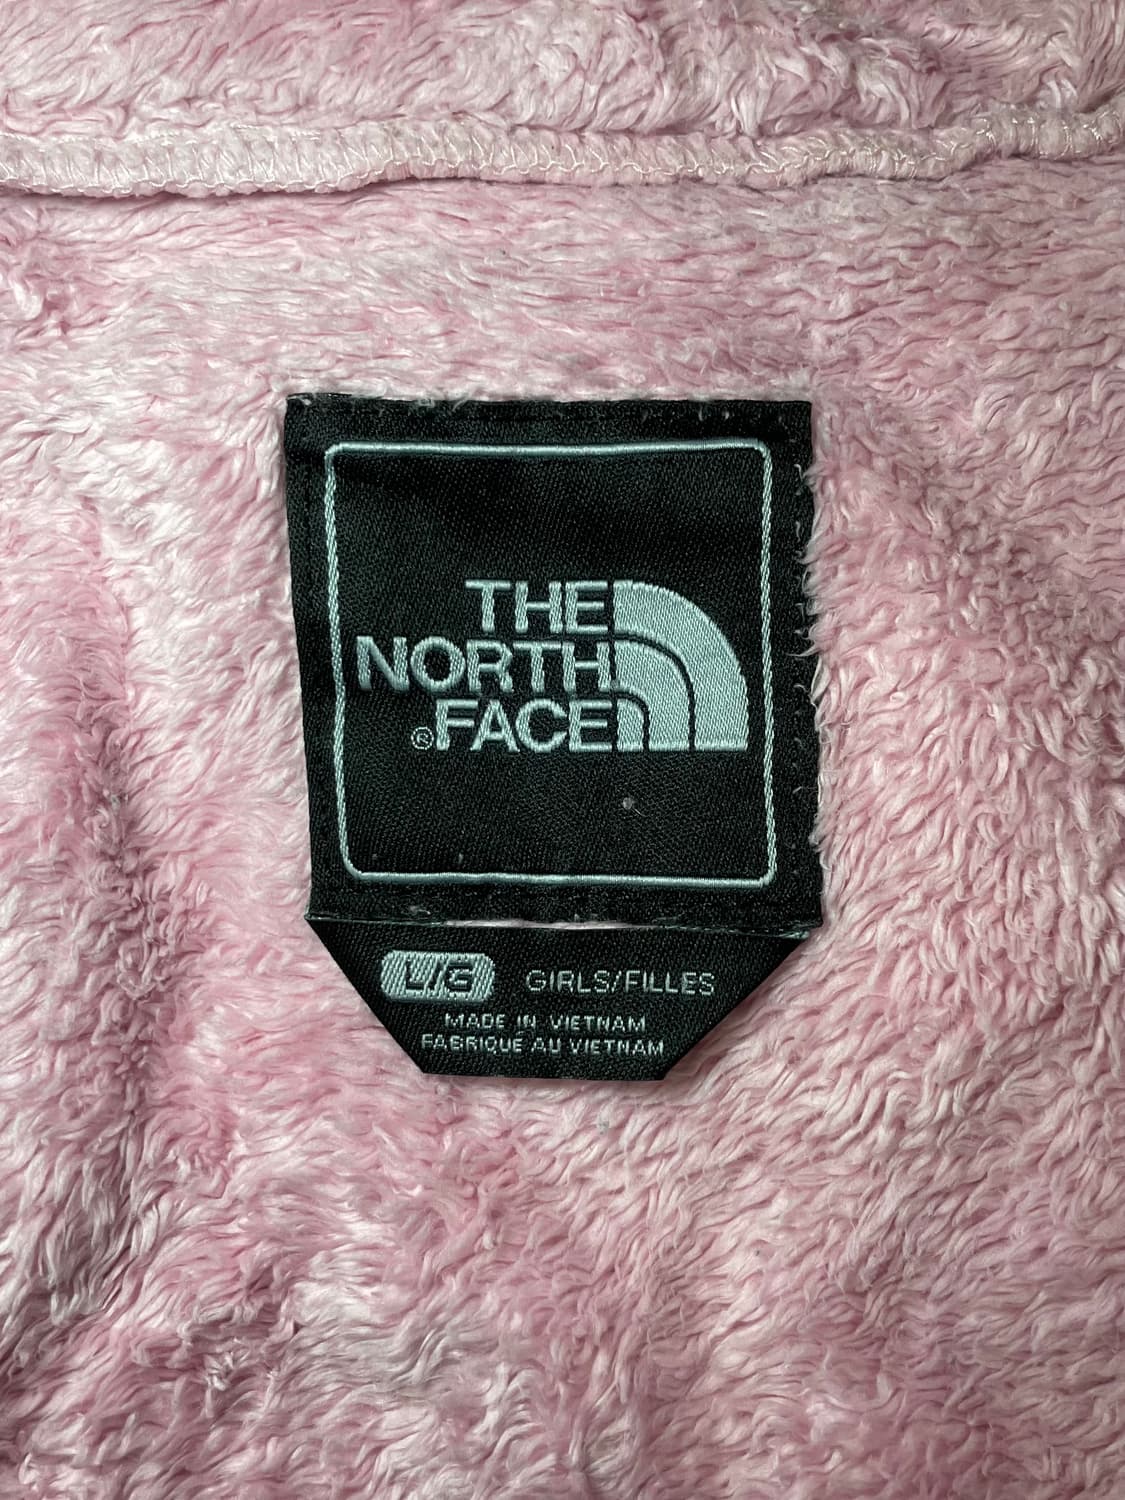 THE
NORTH
©FACE
L/G GIRLS/FILLES
MADE IN VIETNAM
FABRIQUE AU VIETNAM